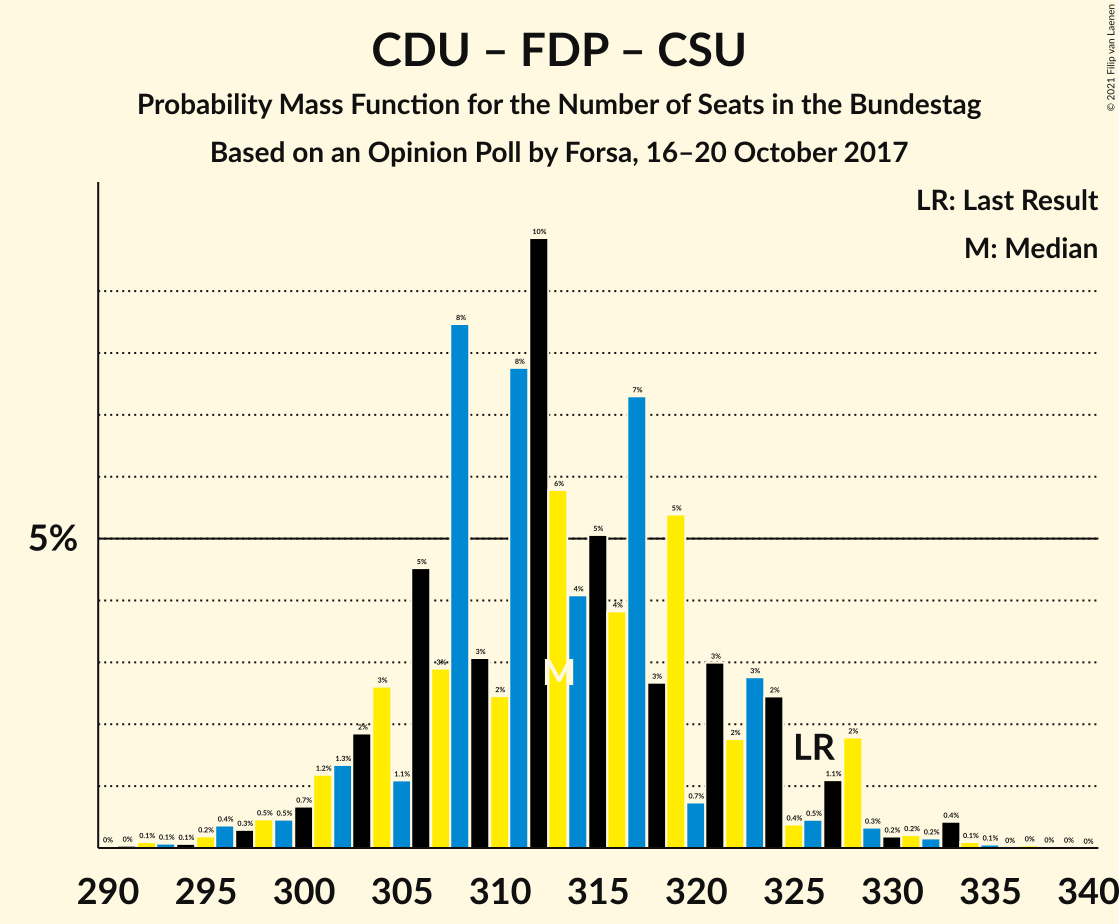 CDU – FDP – CSU
Probability Mass Function for the Number of Seats in the Bundestag
Based on an Opinion Poll by Forsa, 16–20 October 2017
© 2021 Filip van Laenen
LR: Last Result
M: Median
5%
0% 0% 0.1% 0.1% 0.1% 0.2% 0.4% 0.3% 0.5% 0.5% 0.7% 1.2% 1.3% 2% 3% 1.1% 5% 3% 8% 3% 2% 8% 10% 6% 4% 5% 4% 7% 3% 5% 0.7% 3% 2% 3% 2% 0.4% 0.5% 1.1% 2% 0.3% 0.2% 0.2% 0.2% 0.4% 0.1% 0.1% 0% 0% 0% 0% 0%
M
LR
290 295 300 305 310 315 320 325 330 335 340